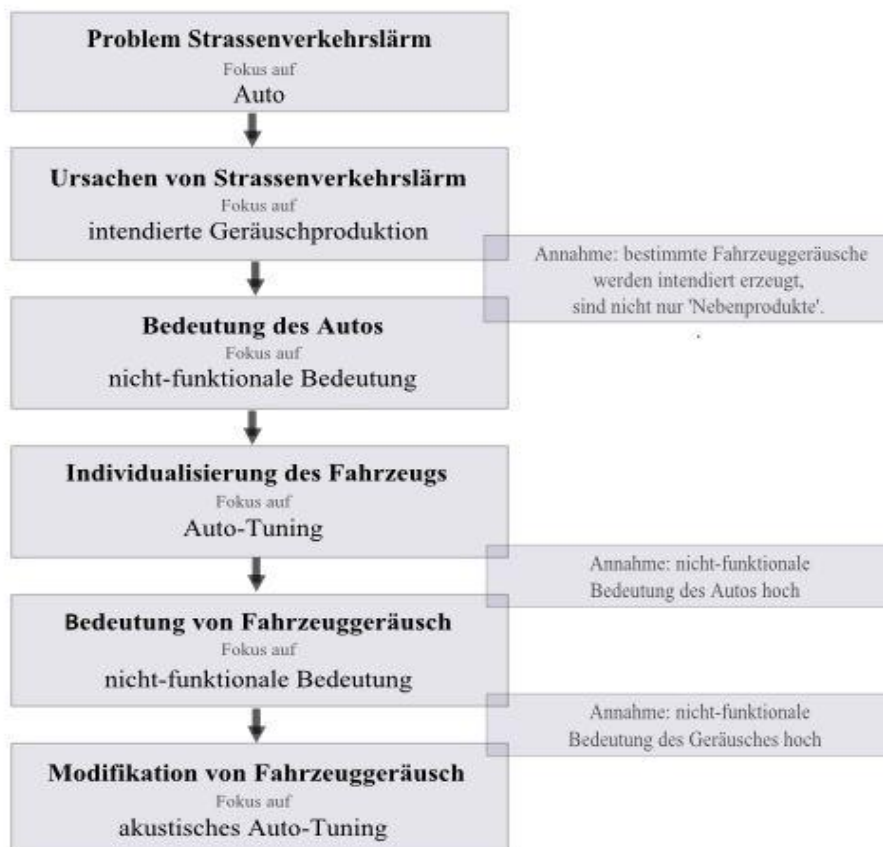 Problem Strassenverkehrslärm
Fokus auf
Auto
Ursachen von Strassenverkehrslärm
Fokus auf
intendierte Geräuschproduktion
Annahme: bestimmte Fahrzeuggeräusche
werden intendiert erzeugt,
sind nicht nur 'Nebenprodukte'.
.
Bedeutung des Autos
Fokus auf
nicht-funktionale Bedeutung
Individualisierung des Fahrzeugs
Fokus auf
Auto-Tuning
Annahme: nicht-funktionale
Bedeutung des Autos hoch
Bedeutung von Fahrzeuggeräusch
Fokus auf
nicht-funktionale Bedeutung
Annahme: nicht-funktionale
Bedeutung des Geräusches hoch
Modifikation von Fahrzeuggeräusch
Fokus auf
akustisches Auto-Tuning